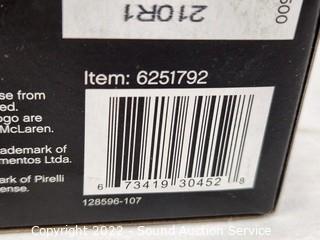 210R1
Item: 6251792
se from
ed.
ogo are
McLaren.
ademark of
mentos Ltda.
rk of Pirelli
ense.
6 73419 30452 8
128596-107
Copyright 2022 - Sound Auction Service